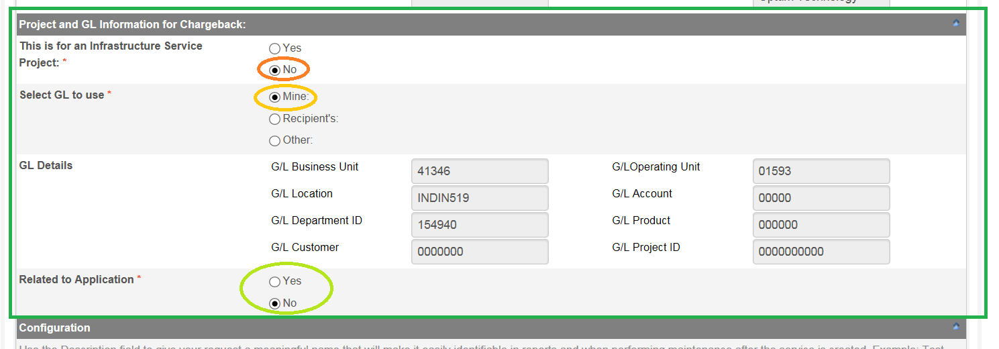 Optum Technology
Project and GL Information for Chargeback:
This is for an Infrastructure Service
Project: *
Yes
No
Select GL to use *
Mine:
Recipient's:
Other:
GL Details
G/L Business Unit
41346
G/LOperating Unit
01593
G/L Location
INDIN519
G/L Account
00000
G/L Department ID
154940
G/L Product
000000
G/L Customer
0000000
G/L Project ID
0000000000
Related to Application *
Yes
No
Configuration
Use the Description field to give your request a meaningful name that will make it easily identifiable in reports and when performing maintenance after the service is created. Example: Test